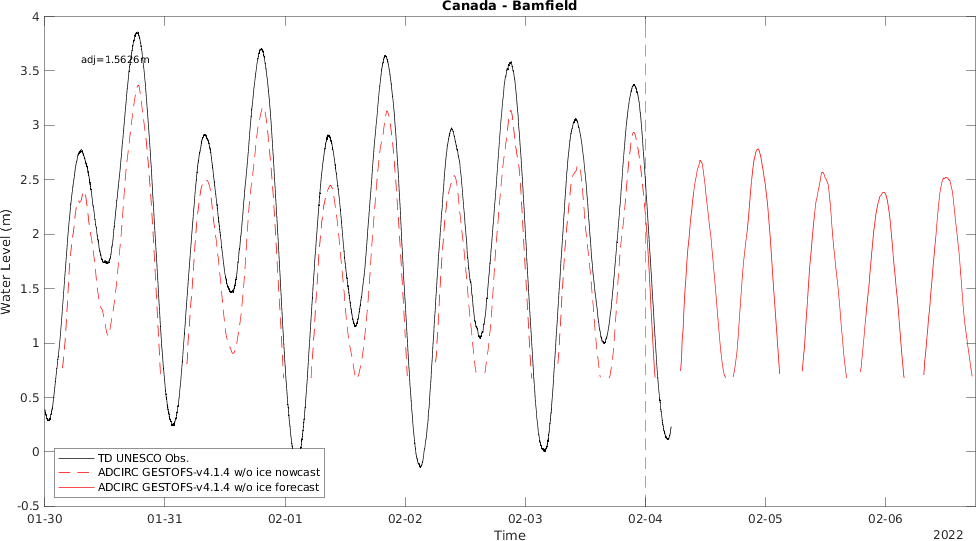 Canada - Bamfield
adj=1.5626m
Water Level (m)
4
3.5
3
2.5
2
1.5
1
0.5
0
-0.5
TD UNESCO Obs.
ADCIRC GESTOFS-v4.1.4 w/o ice nowcast
ADCIRC GESTOFS-v4.1.4 w/o ice forecast
01-30 01-31 02-01 02-02 02-03 02-04 02-05 02-06
Time
2022